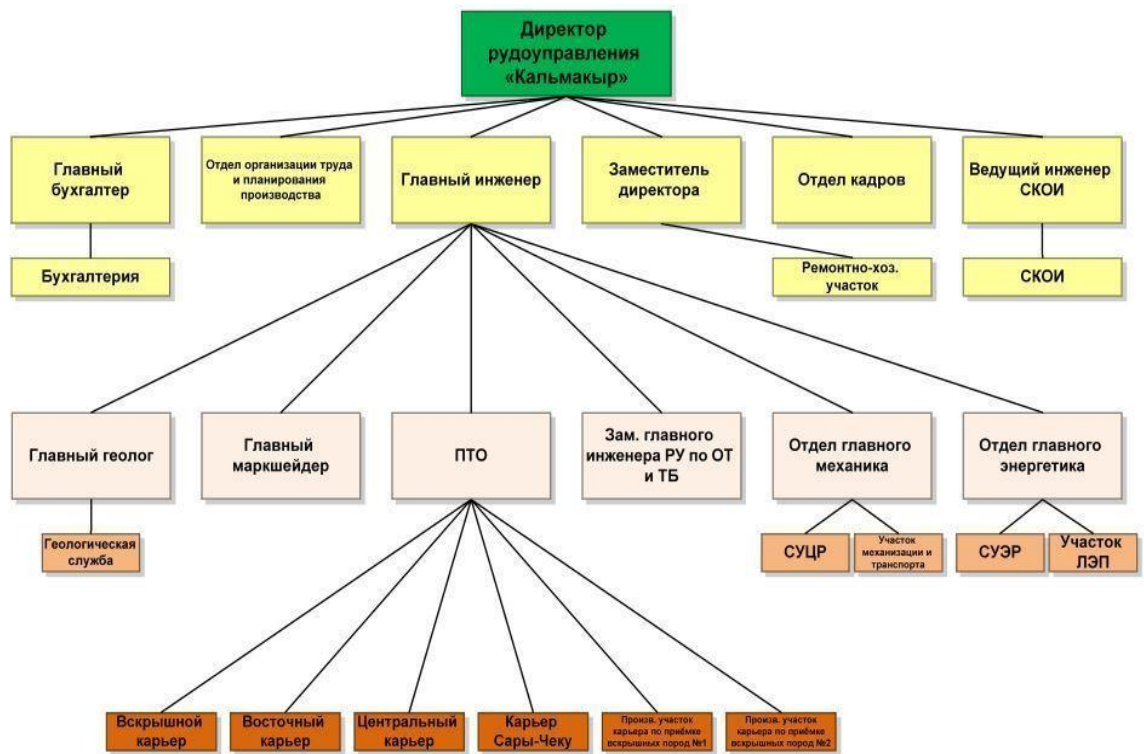 Директор
рудоуправления
«Кальмакыр»
Главный
бухгалтер
Отдел организации труда
и планирования
производства
Главный инженер
Заместитель
директора
Отдел кадров
Ведущий инженер
СКОИ
Бухгалтерия
Ремонтно-хоз.
участок
СКОИ
Главный геолог
Главный
маркшейдер
ПТО
Зам. главного
инженера РУ по ОТ
и ТБ
Отдел главного
механика
Отдел главного
энергетика
Геологическая
служба
СУЦР
Участок
механизации и
транспорта
СУЭР
Участок
ЛЭП
Вскрышной
карьер
Восточный
карьер
Центральный
карьер
Карьер
Сары-Чеку
Произв. участок
карьера по приёмке
вскрышных пород №1
Произв. участок
карьера по приёмке
вскрышных пород №2